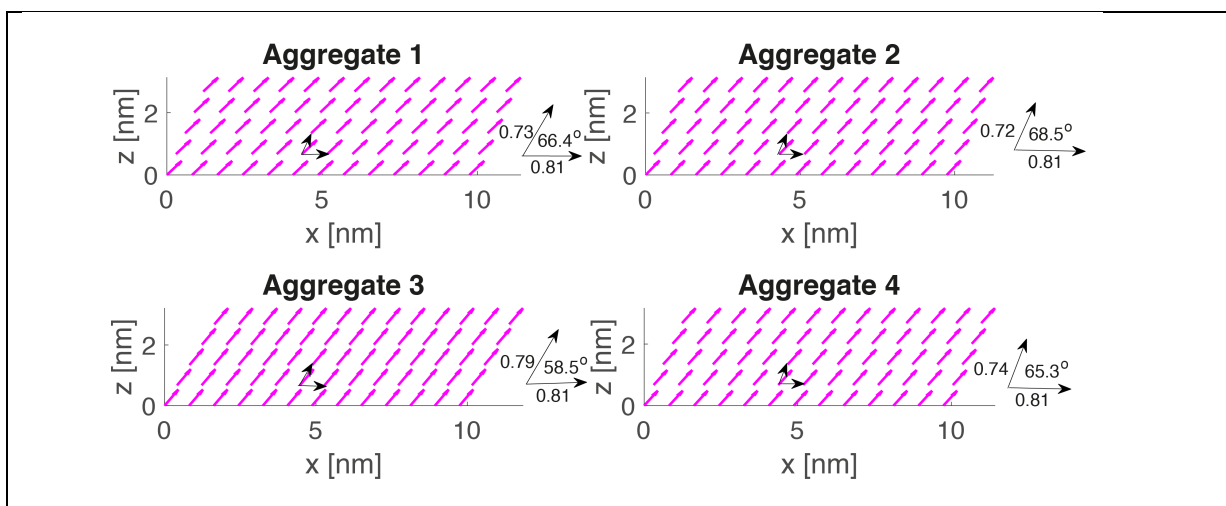 Aggregate 1
z [nm]
2
0
0
5
10
x [nm]
0.73
66.4°
0.81
Aggregate 2
z [nm]
2
0
0
5
10
x [nm]
0.72
68.5°
0.81
Aggregate 3
z [nm]
2
0
0
5
10
x [nm]
0.79
58.5°
0.81
Aggregate 4
z [nm]
2
0
0
5
10
x [nm]
0.74
65.3°
0.81